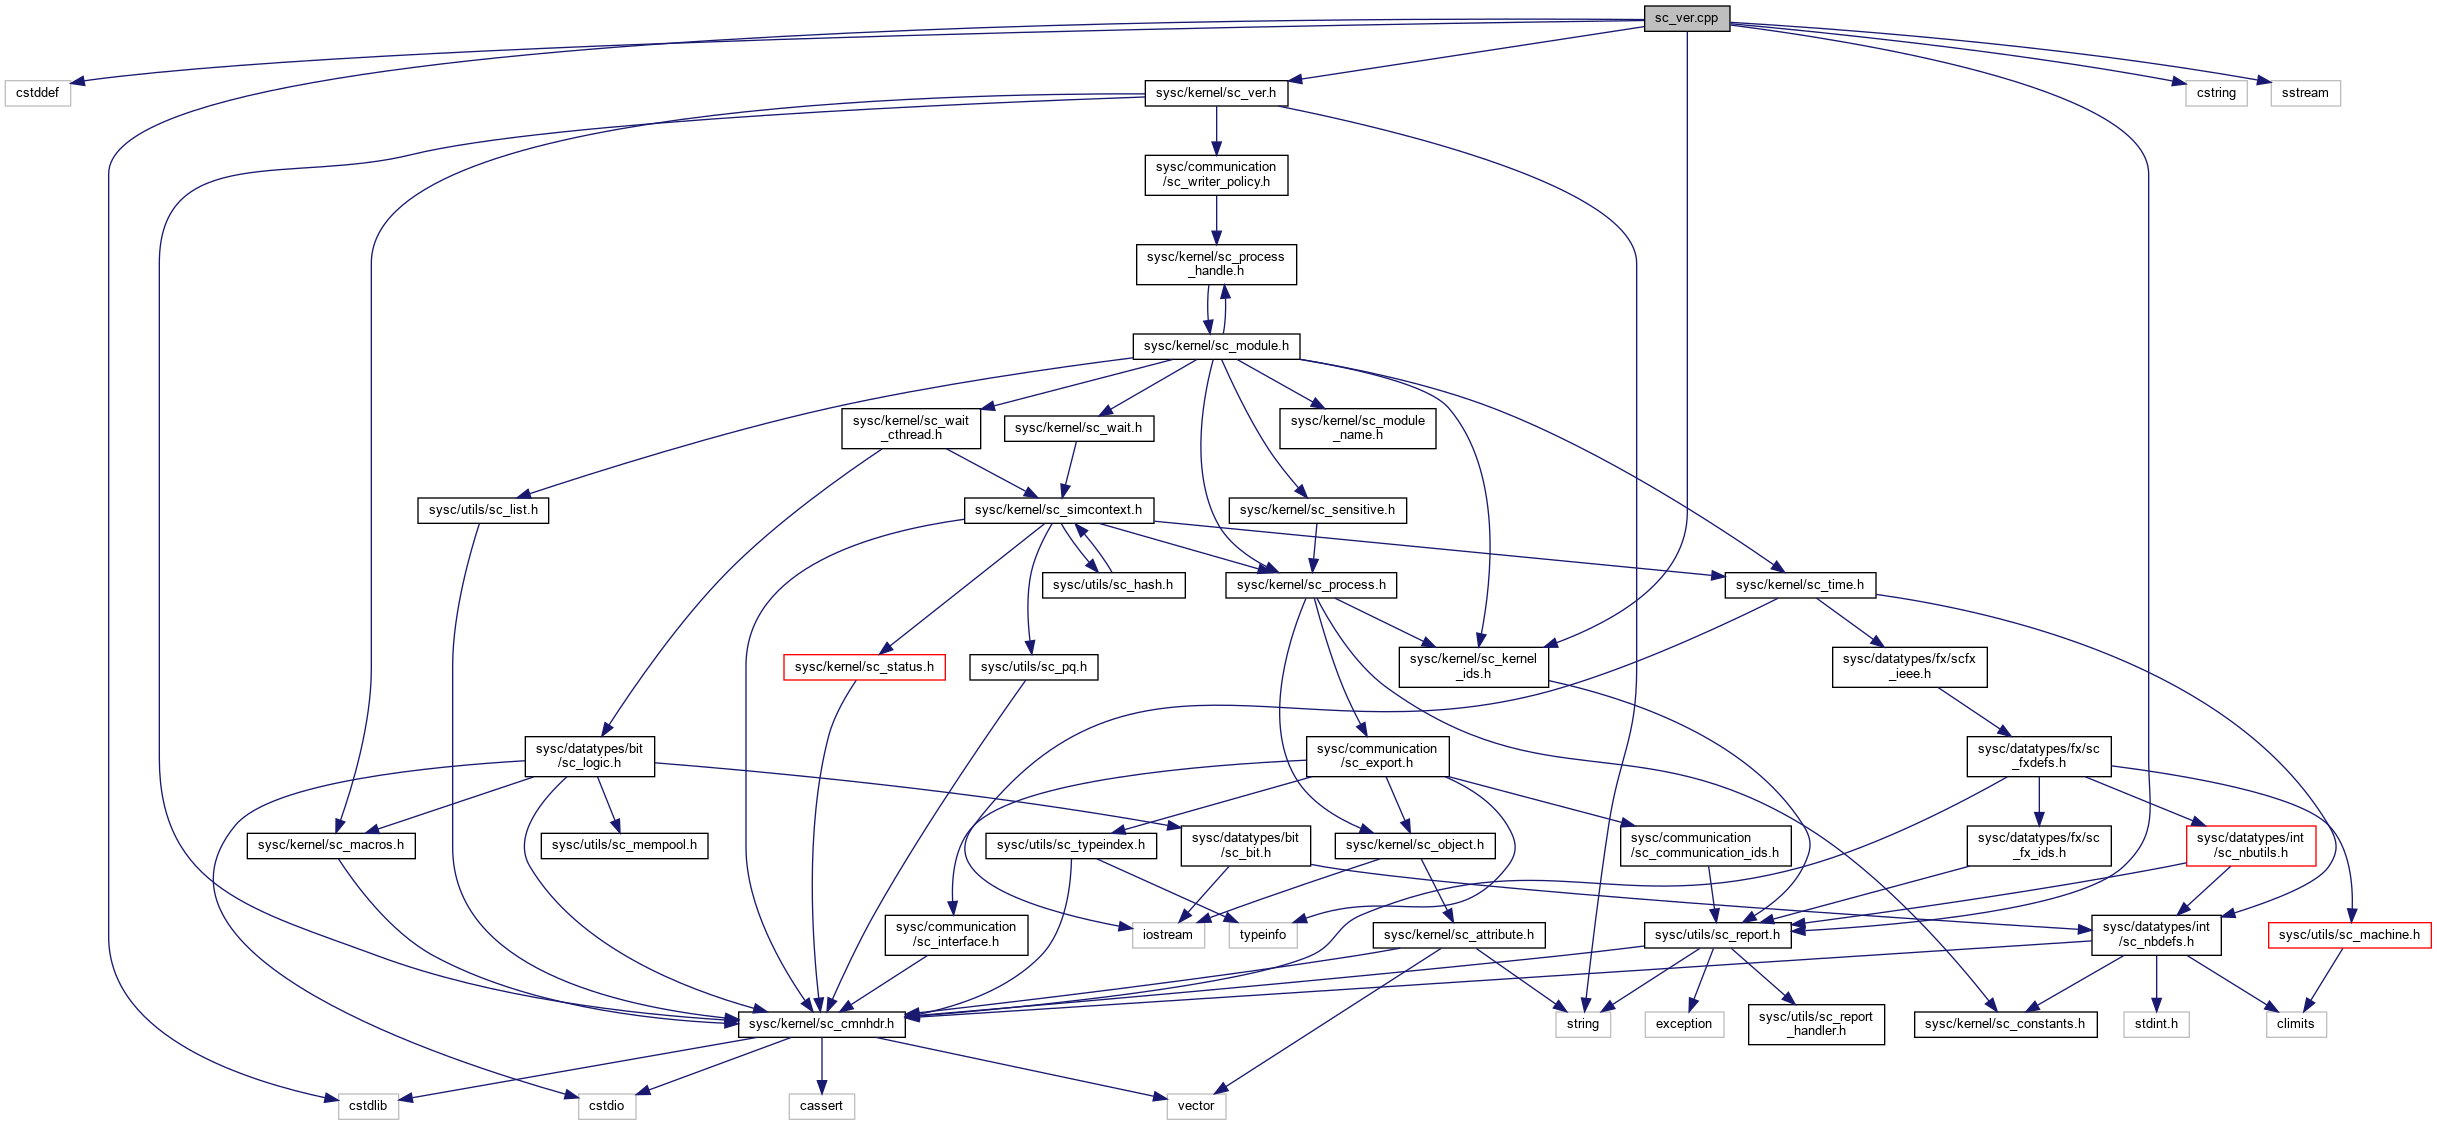 sc_ver.cpp
cstddef
sysc/kernel/sc_ver.h
cstring
sstream
sysc/communication
/sc_writer_policy.h
sysc/kernel/sc_process
_handle.h
sysc/kernel/sc_module.h
sysc/kernel/sc_wait
_cthread.h
sysc/kernel/sc_wait.h
sysc/kernel/sc_module
_name.h
sysc/utils/sc_list.h
sysc/kernel/sc_simcontext.h
sysc/kernel/sc_sensitive.h
sysc/utils/sc_hash.h
sysc/kernel/sc_process.h
sysc/kernel/sc_time.h
sysc/kernel/sc_status.h
sysc/utils/sc_pq.h
sysc/kernel/sc_kernel
_ids.h
sysc/datatypes/fx/scfx
_ieee.h
sysc/datatypes/bit
/sc_logic.h
sysc/communication
/sc_export.h
sysc/datatypes/fx/sc
_fxdefs.h
sysc/kernel/sc_macros.h
sysc/utils/sc_mempool.h
sysc/utils/sc_typeindex.h
sysc/datatypes/bit
/sc_bit.h
sysc/kernel/sc_object.h
sysc/communication
/sc_communication_ids.h
sysc/datatypes/fx/sc
_fx_ids.h
sysc/datatypes/int
/sc_nbutils.h
sysc/communication
/sc_interface.h
iostream
typeinfo
sysc/kernel/sc_attribute.h
sysc/utils/sc_report.h
sysc/datatypes/int
/sc_nbdefs.h
sysc/utils/sc_machine.h
sysc/kernel/sc_cmnhdr.h
string
exception
sysc/utils/sc_report
_handler.h
sysc/kernel/sc_constants.h
stdint.h
climits
cstdlib
cstdio
cassert
vector